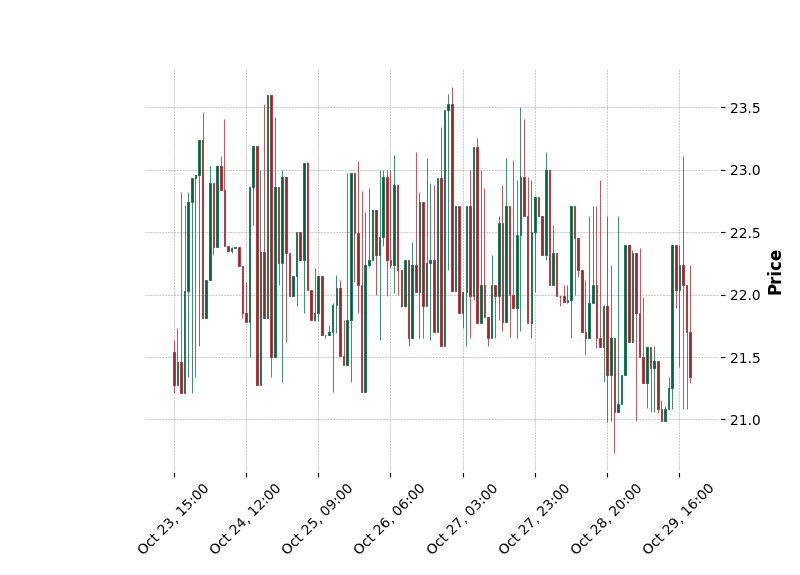 23.5
23.0
22.5
22.0
21.5
21.0
Price
Oct 23, 15:00
Oct 24, 12:00
Oct 25, 09:00
Oct 26, 06:00
Oct 27, 03:00
Oct 27, 23:00
Oct 28, 20:00
Oct 29, 16:00